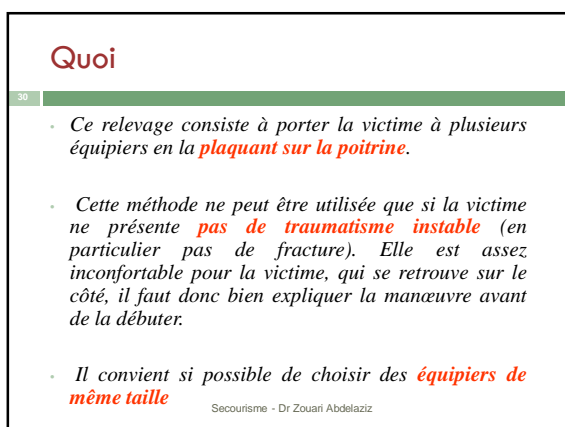 Quoi
30
• Ce relevage consiste à porter la victime à plusieurs
équipiers en la plaquant sur la poitrine.
• Cette méthode ne peut être utilisée que si la victime
ne présente pas de traumatisme instable (en
particulier pas de fracture). Elle est assez
inconfortable pour la victime, qui se retrouve sur le
côté, il faut donc bien expliquer la manœuvre avant
de la débuter.
• Il convient si possible de choisir des équipiers de
même taille
Secourisme - Dr Zouari Abdelaziz